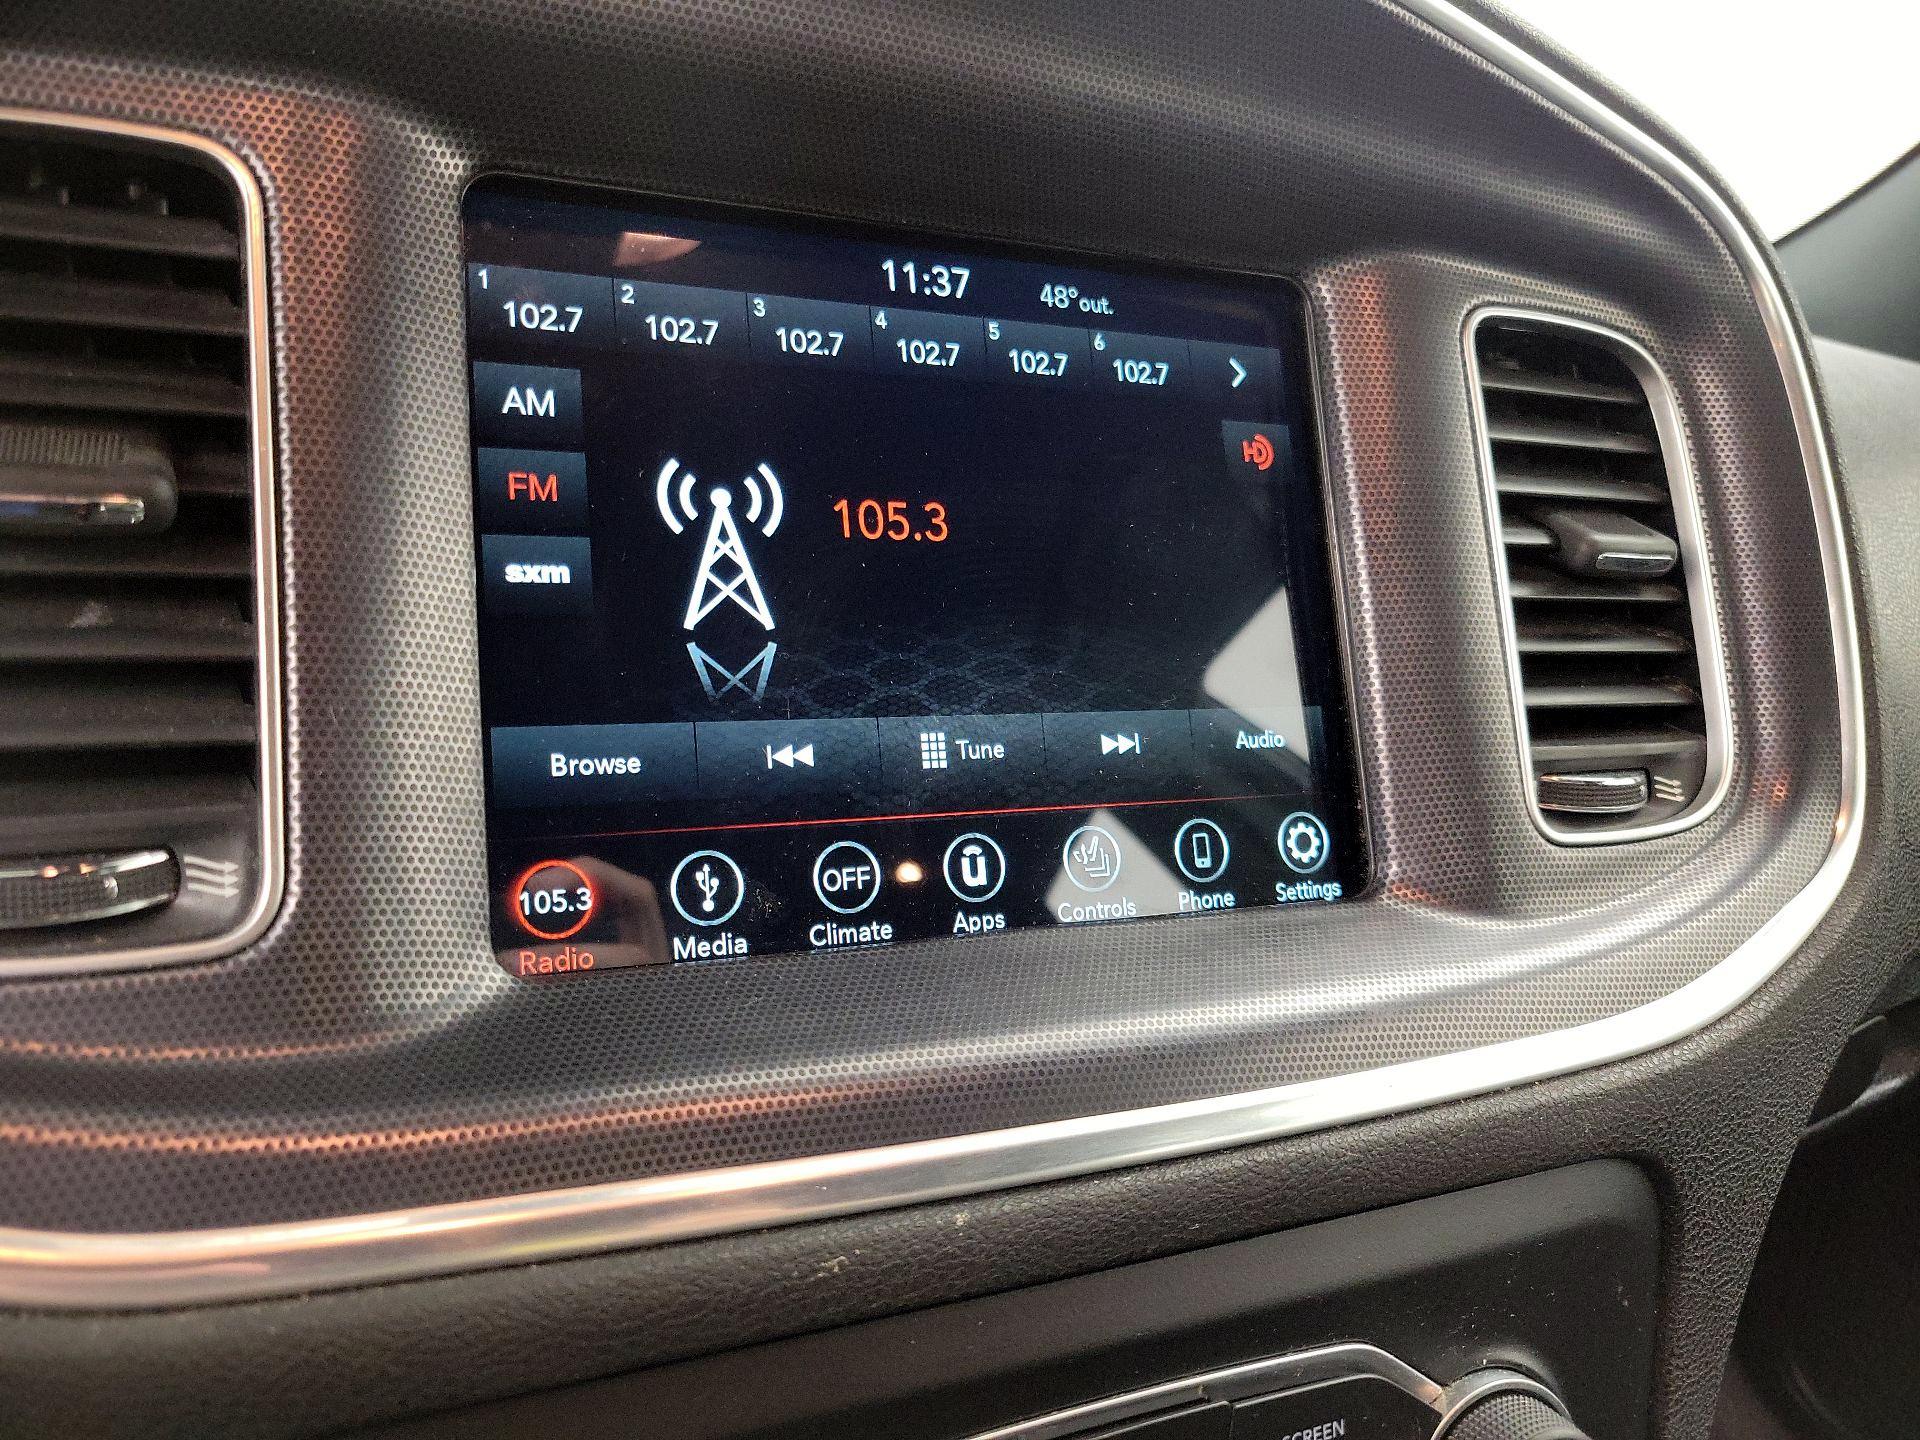 11:37 48°out.
1 102.7 2 102.7 3 102.7 4 102.7 5 102.7 6 102.7
AM
HD
FM 105.3
sxm
Browse Tune Audio
105.3 OFF u
Radio Media Climate Apps Controls Phone Settings
SCREEN